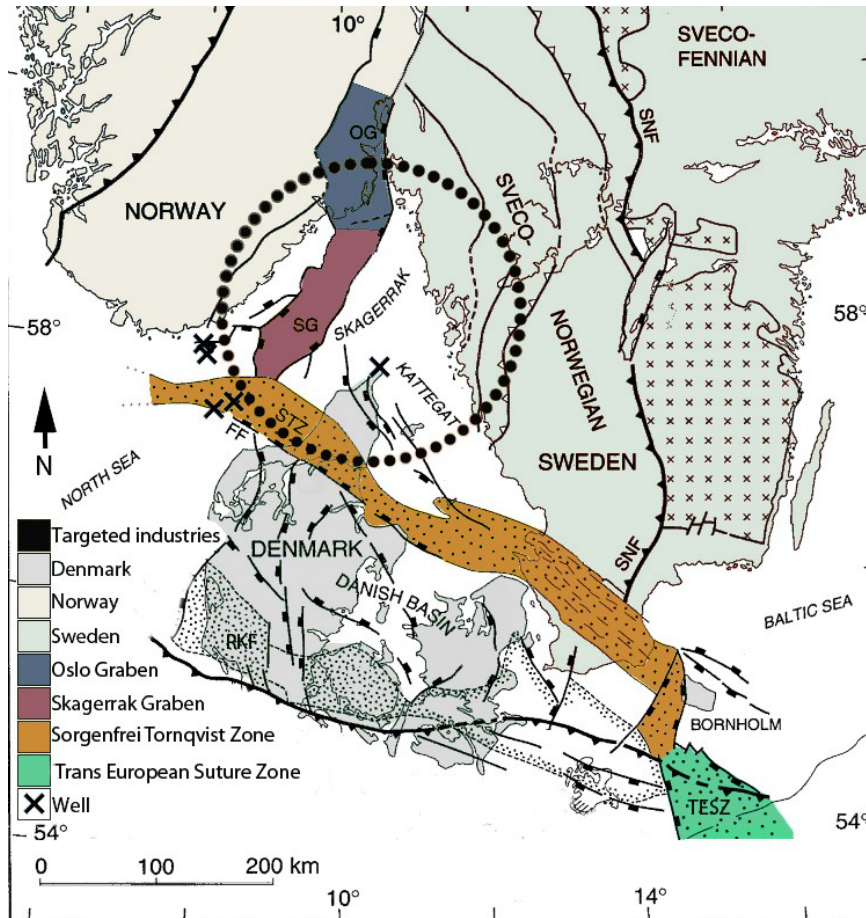 10°
SVECO-
FENNIAN
OG
SNF
NORWAY
SVECO-
58°
58°
SG
SKAGERRAK
KATTEGAT
NORWEGIAN
STZ
FF
N
NORTH SEA
SWEDEN
Targeted industries
Denmark
Norway
Sweden
Oslo Graben
Skagerrak Graben
Sorgenfrei Tornqvist Zone
Trans European Suture Zone
Well
DENMARK
DANISH BASIN
SNF
BALTIC SEA
RKF
BORNHOLM
TESZ
54°
54°
0 100 200 km
10°
14°